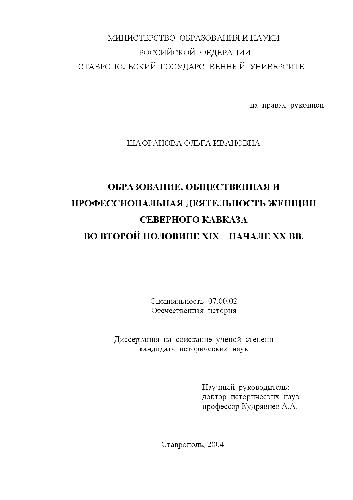 МИНИСТЕРСТВО ОБРАЗОВАНИЯ И НАУКИ
РОССИЙСКОЙ ФЕДЕРАЦИИ
СТАВРОПОЛЬСКИЙ ГОСУДАРСТВЕННЫЙ УНИВЕРСИТЕТ
на правах рукописи
ШАФРАНОВА ОЛЬГА ИВАНОВНА
ОБРАЗОВАНИЕ, ОБЩЕСТВЕННАЯ И
ПРОФЕССИОНАЛЬНАЯ ДЕЯТЕЛЬНОСТЬ ЖЕНЩИН
СЕВЕРНОГО КАВКАЗА
ВО ВТОРОЙ ПОЛОВИНЕ XIX – НАЧАЛЕ XX ВВ.
Специальность 07.00.02
Отечественная история
Диссертация на соискание ученой степени
кандидата исторических наук
Научный руководитель:
доктор исторических наук
профессор Кудрявцев А.А.
Ставрополь, 2004